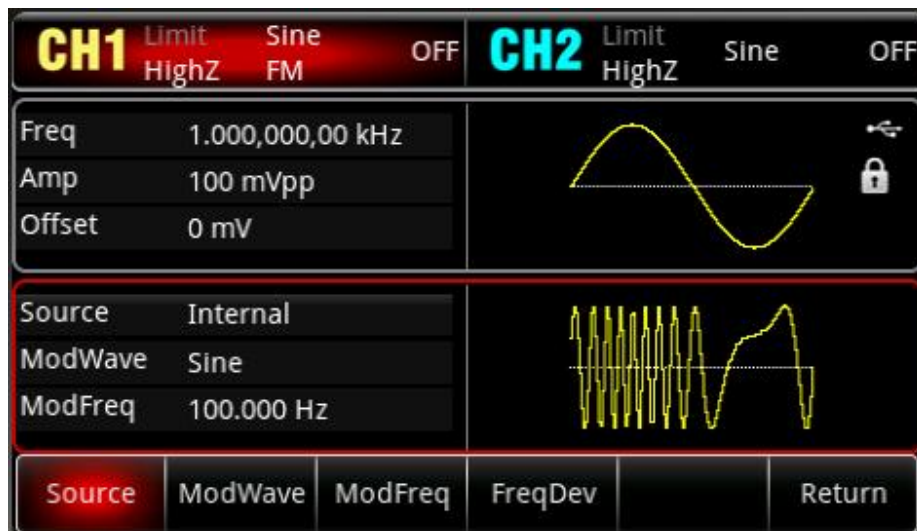 CH1 Limit Sine OFF CH2 Limit Sine OFF
HighZ FM HighZ
Freq 1.000,000,00 kHz
Amp 100 mVpp
Offset 0 mV
Source Internal
ModWave Sine
ModFreq 100.000 Hz
Source ModWave ModFreq FreqDev Return